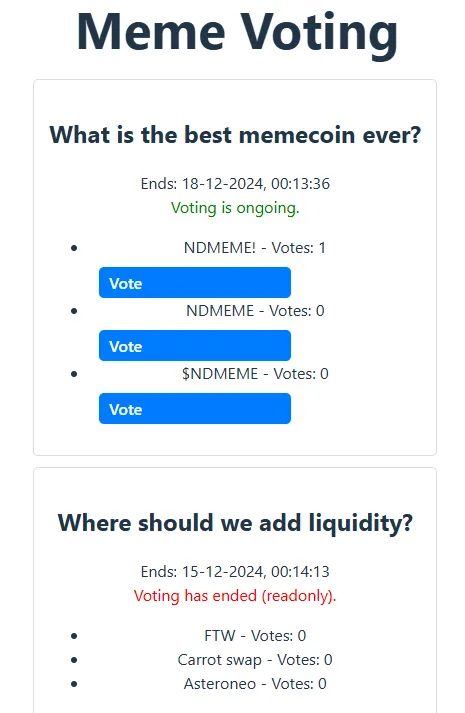 Meme Voting
What is the best memecoin ever?
Ends: 18-12-2024, 00:13:36
Voting is ongoing.
NDMEME! - Votes: 1
Vote
NDMEME - Votes: 0
Vote
$NDMEME - Votes: 0
Vote
Where should we add liquidity?
Ends: 15-12-2024, 00:14:13
Voting has ended (readonly).
FTW - Votes: 0
Carrot swap - Votes: 0
Asteroneo - Votes: 0